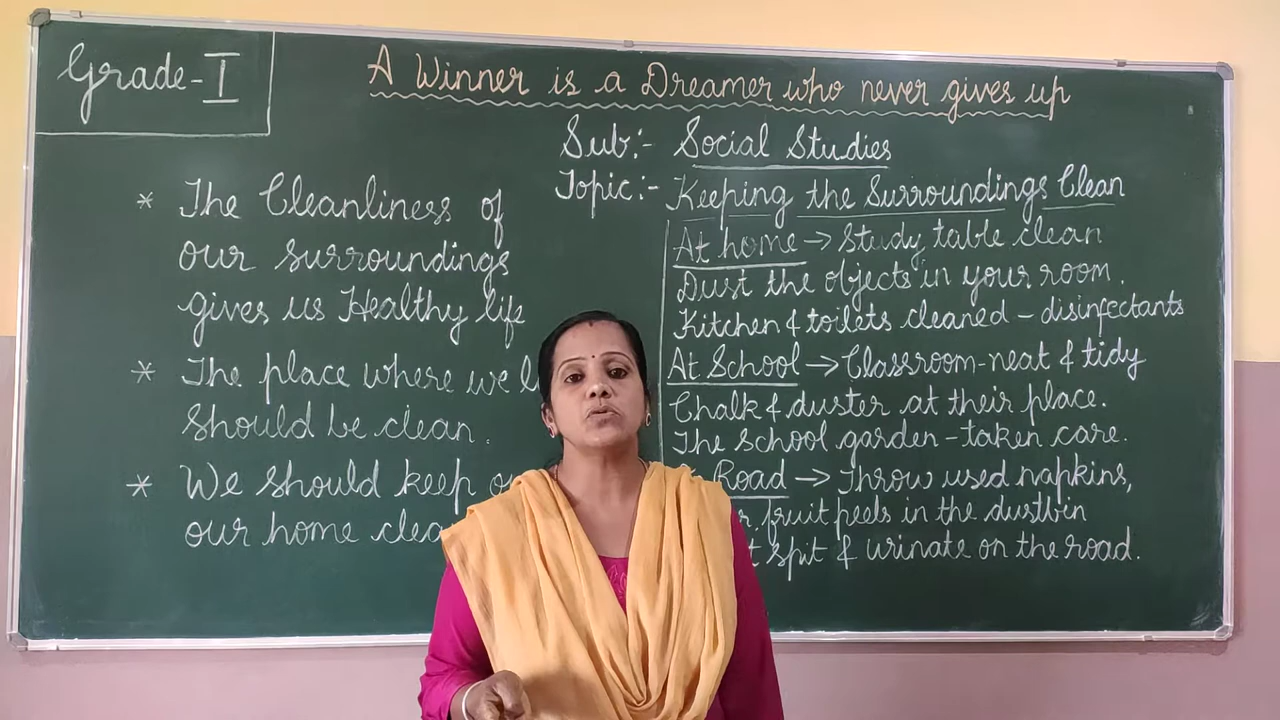 Grade-I
A Winner is a Dreamer who never gives up
Sub:- Social Studies
Topic:- Keeping the Surroundings Clean
* The Cleanliness of
our surroundings
gives us Healthy life
* The place where we
should be clean.
* We should keep
our home
At home → Study table clean
Dust the objects in your room.
Kitchen & toilets cleaned - disinfectants
At School → Classroom-neat & tidy
Chalk & duster at their place.
The school garden - taken care.
Road → Throw used napkins,
fruit peels in the dustbin
spit & urinate on the road.